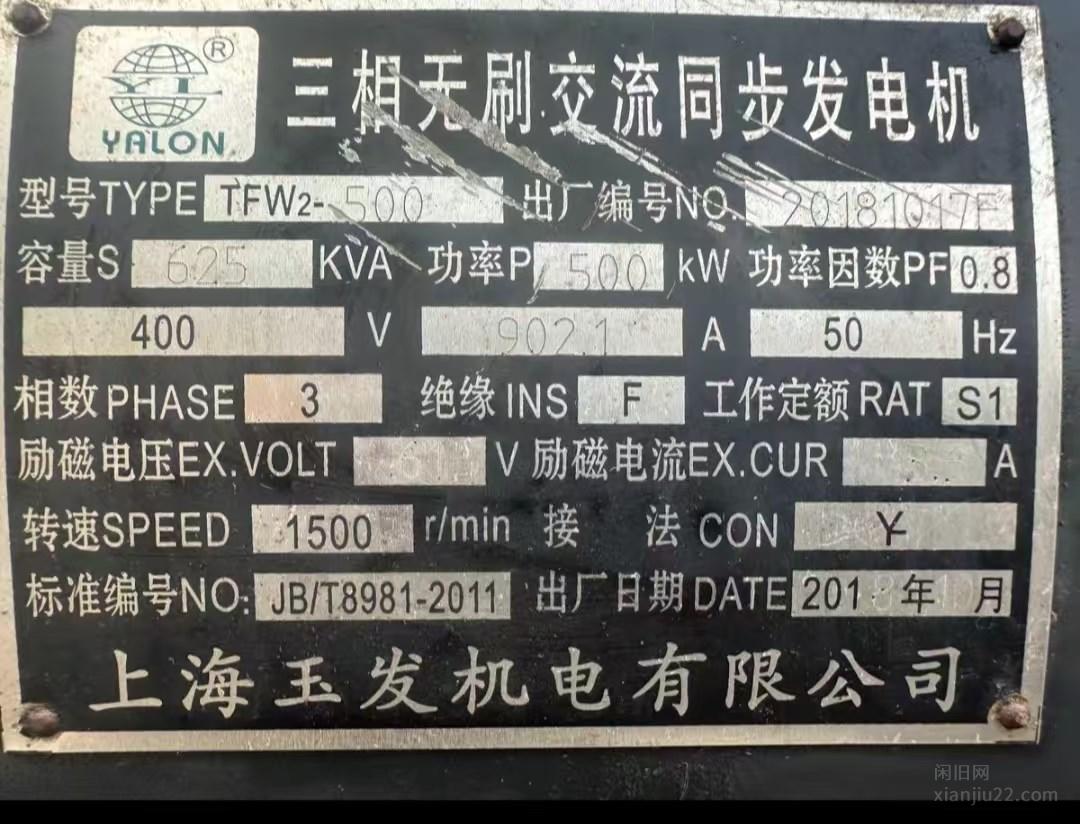 YL ®
YALON
三相无刷交流同步发电机
型号TYPE TFW2-500 出厂编号NO. 20181017F
容量S 625 KVA 功率P 500 kW 功率因数PF 0.8
400 V 902.1 A 50 Hz
相数PHASE 3 绝缘INS F 工作定额RAT S1
励磁电压EX.VOLT V 励磁电流EX.CUR A
转速SPEED 1500 r/min 接法 CON Y
标准编号NO: JB/T8981-2011 出厂日期DATE 201 年 月
上海玉发机电有限公司
闲旧网
xianjiu22.com